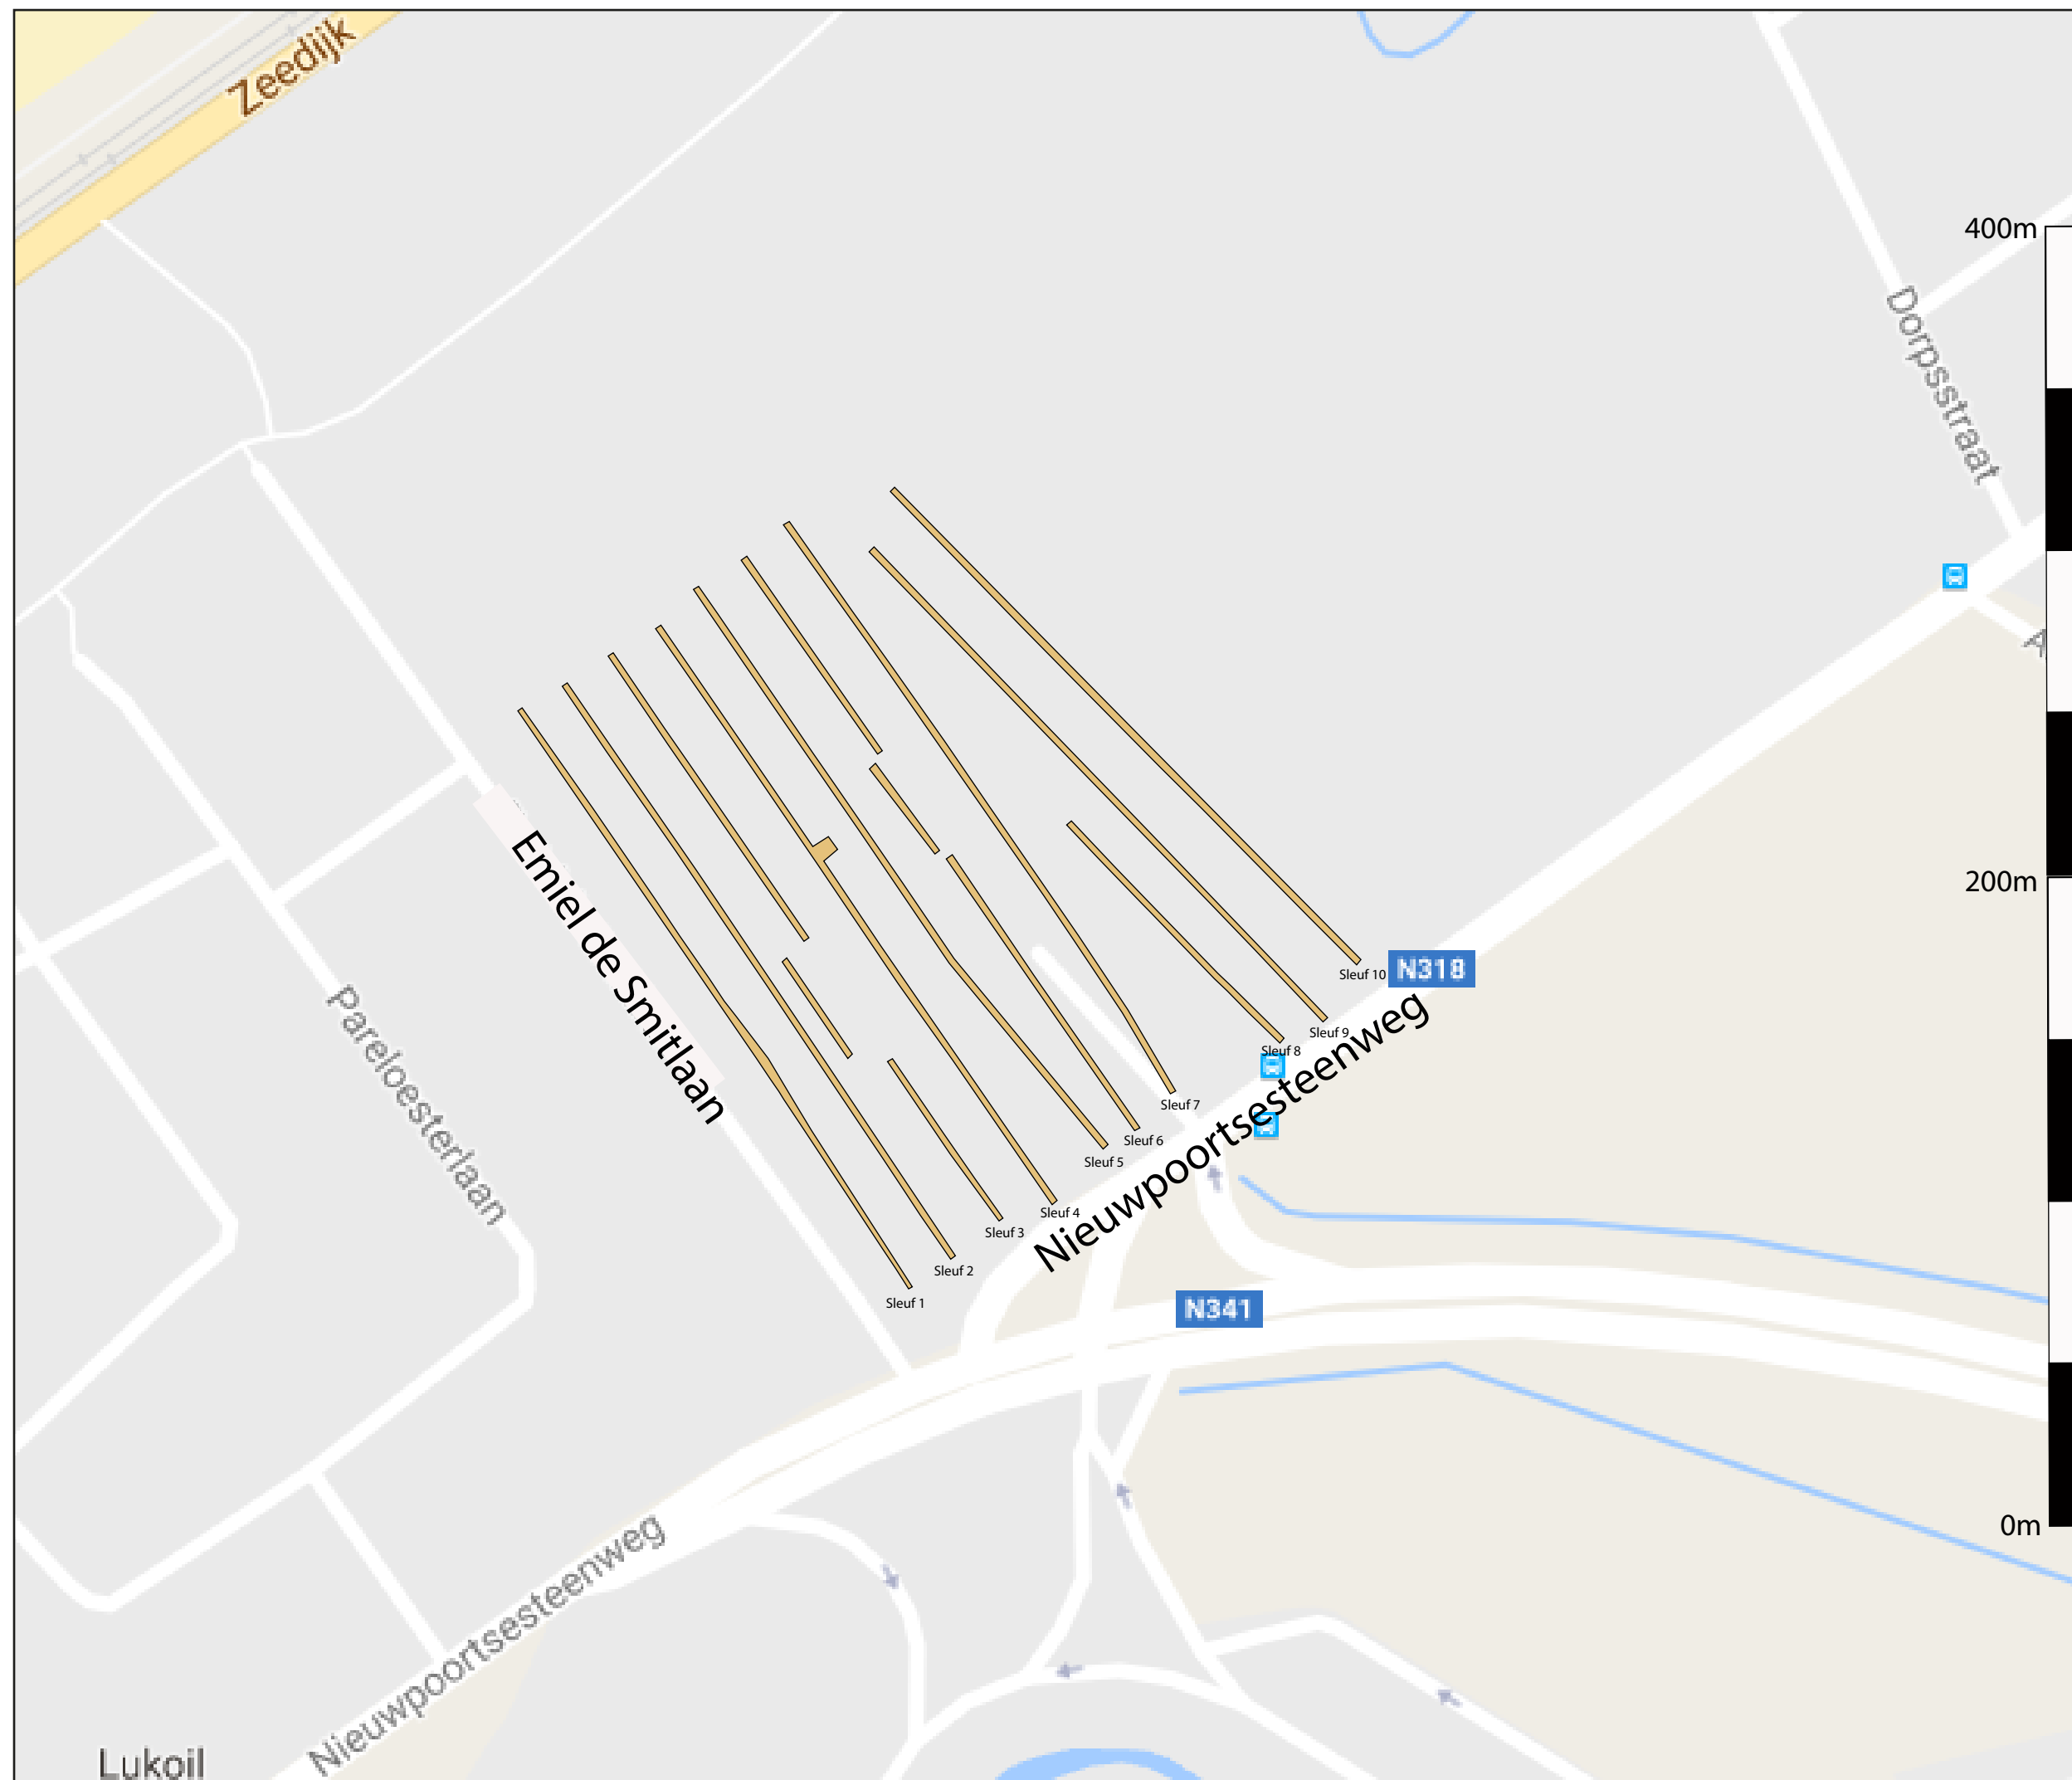 Zeedijk
400m
Dorpsstraat
A
200m
Emiel de Smitlaan
Sleuf 10
N318
Pareloesterlaan
Sleuf 9
Sleuf 8
Sleuf 7
Nieuwpoortsesteenweg
Sleuf 6
Sleuf 5
Sleuf 4
Sleuf 3
Sleuf 2
Sleuf 1
N341
0m
Nieuwpoortsesteenweg
Lukoil